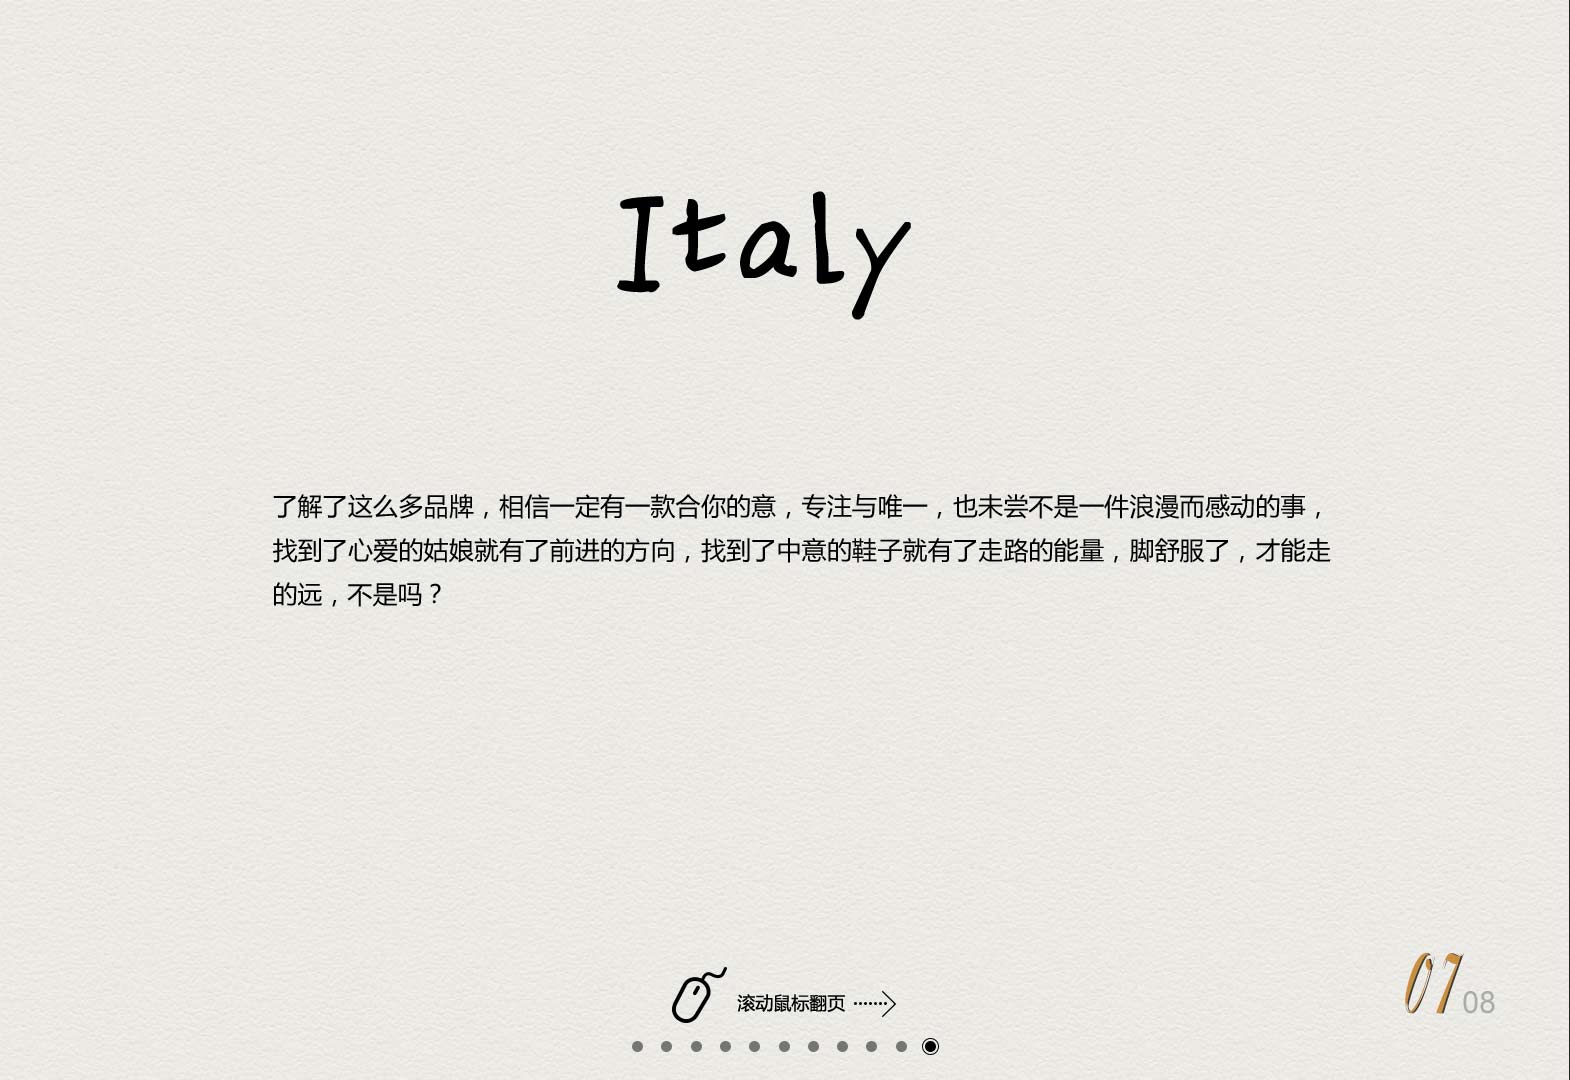 Italy
了解了这么多品牌，相信一定有一款合你的意，专注与唯一，也未尝不是一件浪漫而感动的事，
找到了心爱的姑娘就有了前进的方向，找到了中意的鞋子就有了走路的能量，脚舒服了，才能走
的远，不是吗？
滚动鼠标翻页
07 08